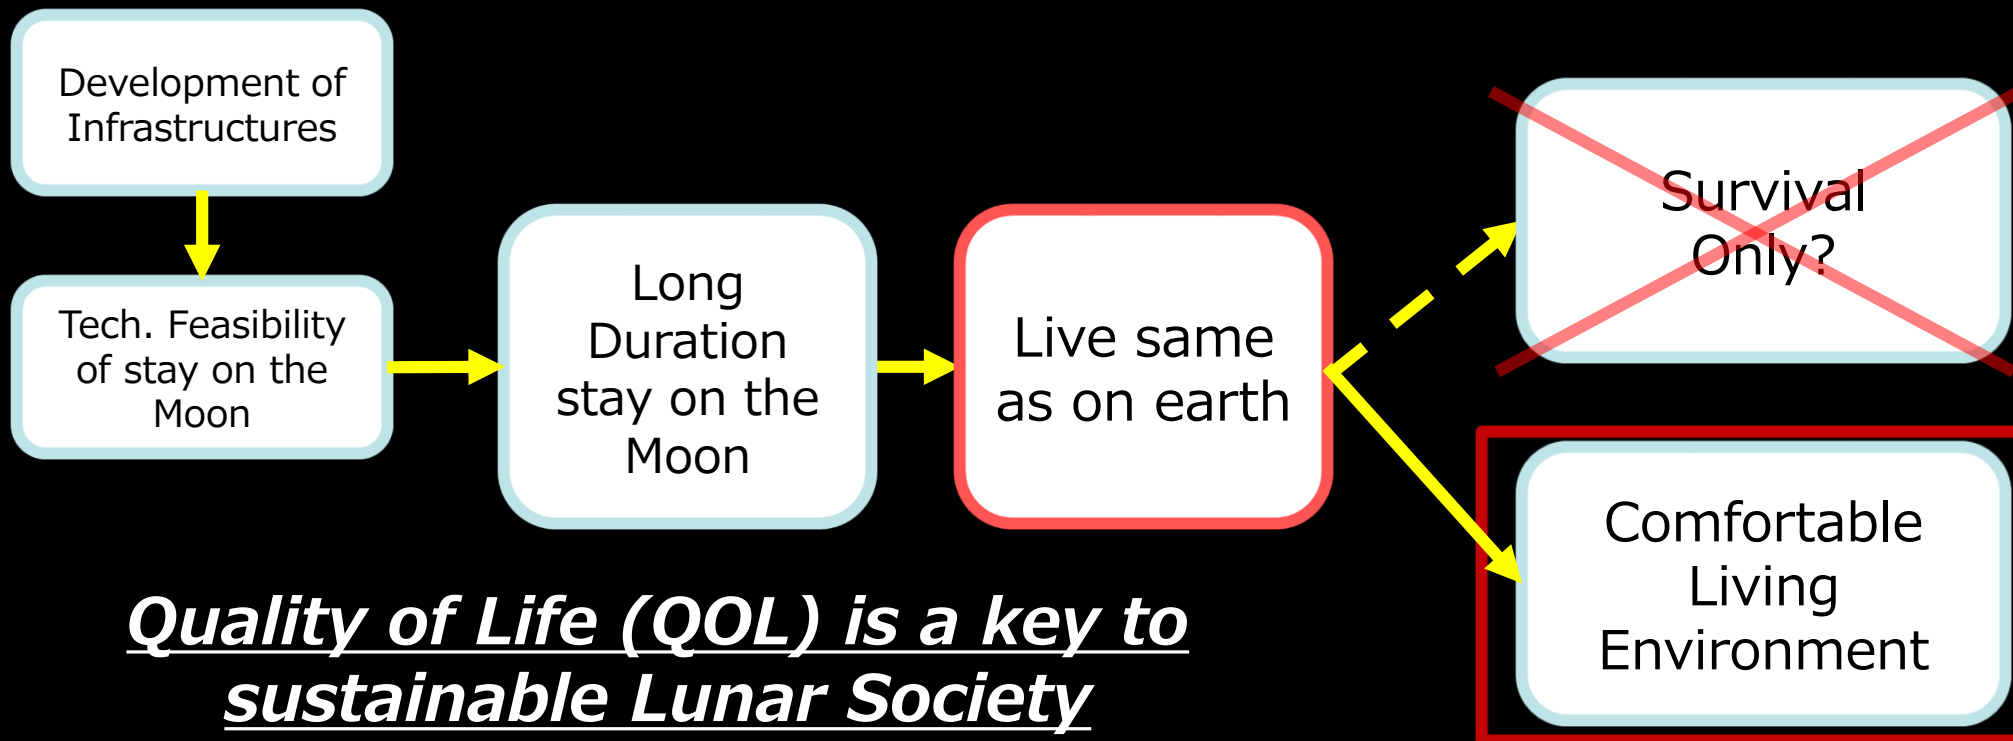 Development of
Infrastructures
Tech. Feasibility
of stay on the
Moon
Long
Duration
stay on the
Moon
Live same
as on earth
Survival
Only?
Comfortable
Living
Environment
Quality of Life (QOL) is a key to
sustainable Lunar Society